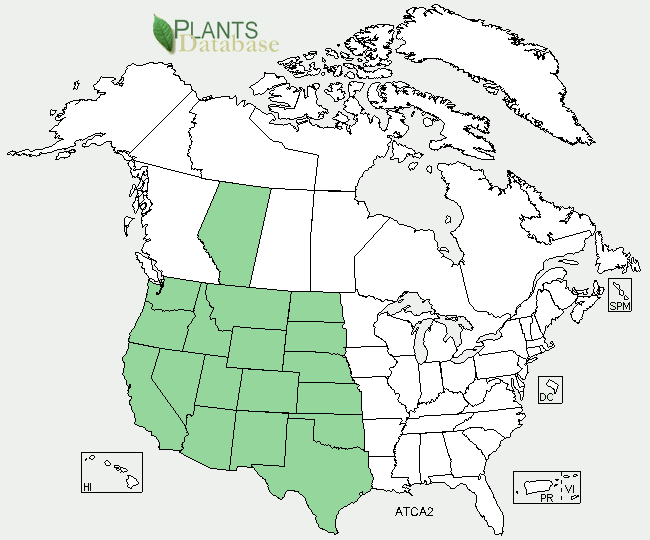 PLANTS
Database
SPM
DC
HI
PR
VI
ATCA2